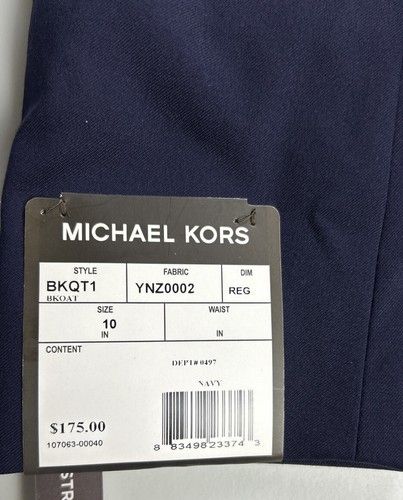 MICHAEL KORS
STYLE FABRIC DIM
BKQT1 YNZ0002 REG
BKOAT
SIZE WAIST
10
IN IN
CONTENT
DEPT# 0497
NAVY
$175.00
107063-00040
8 83498 23374 3
STR